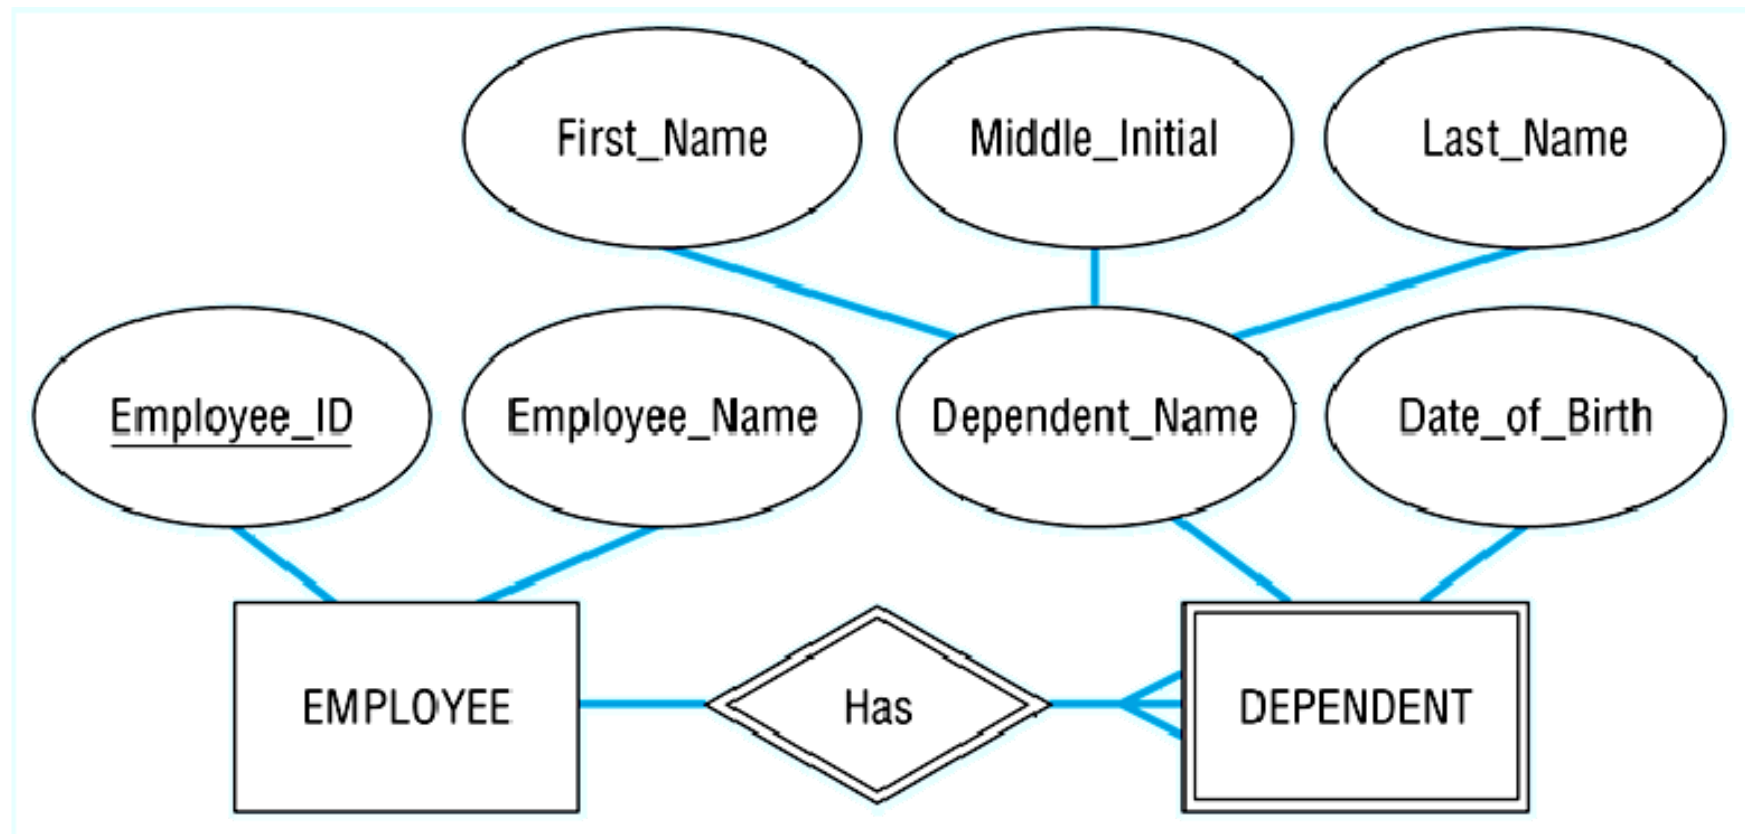 First_Name
Middle_Initial
Last_Name
Employee_ID
Employee_Name
Dependent_Name
Date_of_Birth
EMPLOYEE
Has
DEPENDENT